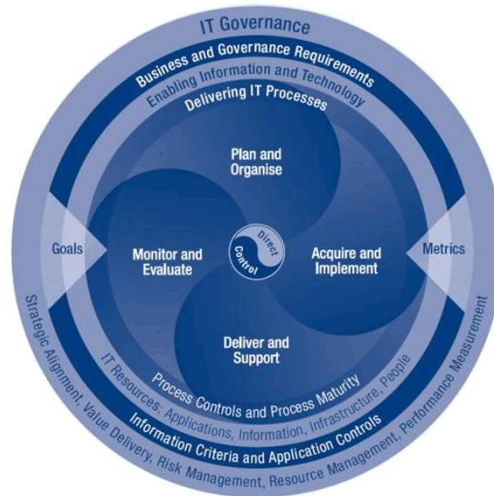 IT Governance
Business and Governance Requirements
Enabling Information and Technology
Delivering IT Processes
Plan and
Organise
Goals
Monitor and
Evaluate
Direct
Control
Acquire and
Implement
Metrics
Deliver and
Support
Process Controls and Process Maturity
IT Resources: Applications, Information, Infrastructure, People
Information Criteria and Application Controls
Strategic Alignment, Value Delivery, Risk Management, Resource Management, Performance Measurement